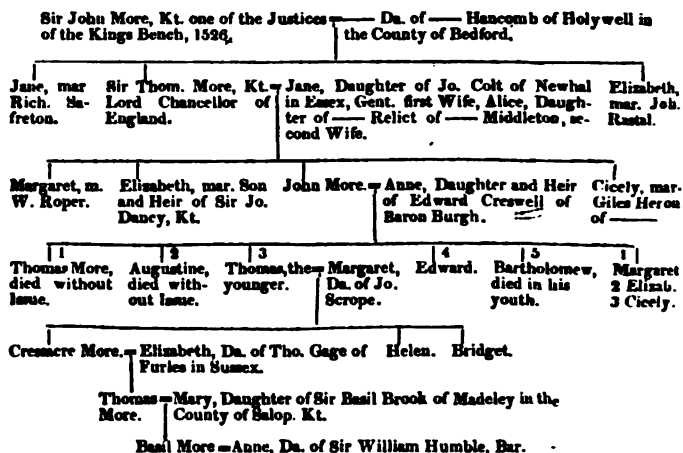 Sir John More, Kt. one of the Justices
of the Kings Bench, 1526,
Da. of Hancomb of Holywell in
the County of Bedford.
Jane, mar
Rich. Sa-
freton.
Sir Thom. More, Kt.
Lord Chancellor of
England.
Jane, Daughter of Jo. Colt of Newhal
in Essex, Gent. first Wife, Alice, Daugh-
ter of —— Relict of —— Middleton, se-
cond Wife.
Elizabeth,
mar. Joh.
Rastal.
Margaret, m.
W. Roper.
Elisabeth, mar. Son
and Heir of Sir Jo.
Dancy, Kt.
John More.
Anne, Daughter and Heir
of Edward Creswell of
Baron Burgh.
Cicely, mar.
Giles Heron
of ——
1
Thomas More,
died without
Issue.
2
Augustine,
died with-
out Issue.
3
Thomas, the
younger.
Margaret,
Da. of Jo.
Scrope.
4
Edward.
5
Bartholomew,
died in his
youth.
1
Margaret
2 Elizab.
3 Cicely.
Cresacre More.
Elizabeth, Da. of Tho. Gage of
Furles in Sussex.
Helen.
Bridget.
Thomas
More.
Mary, Daughter of Sir Basil Brook of Madeley in the
County of Salop. Kt.
Basil More
Anne, Da. of Sir William Humble, Bar.